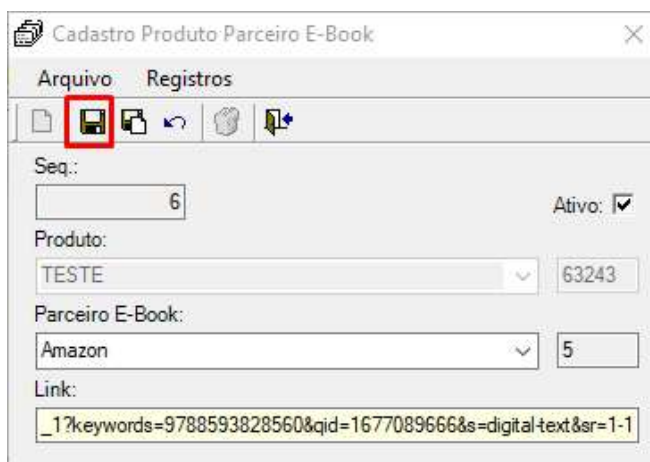 Cadastro Produto Parceiro E-Book
Arquivo Registros
Seq.:
6
Ativo:
Produto:
TESTE 63243
Parceiro E-Book:
Amazon 5
Link:
_1?keywords=9788593828560&qid=1677089666&s=digital-text&sr=1-1